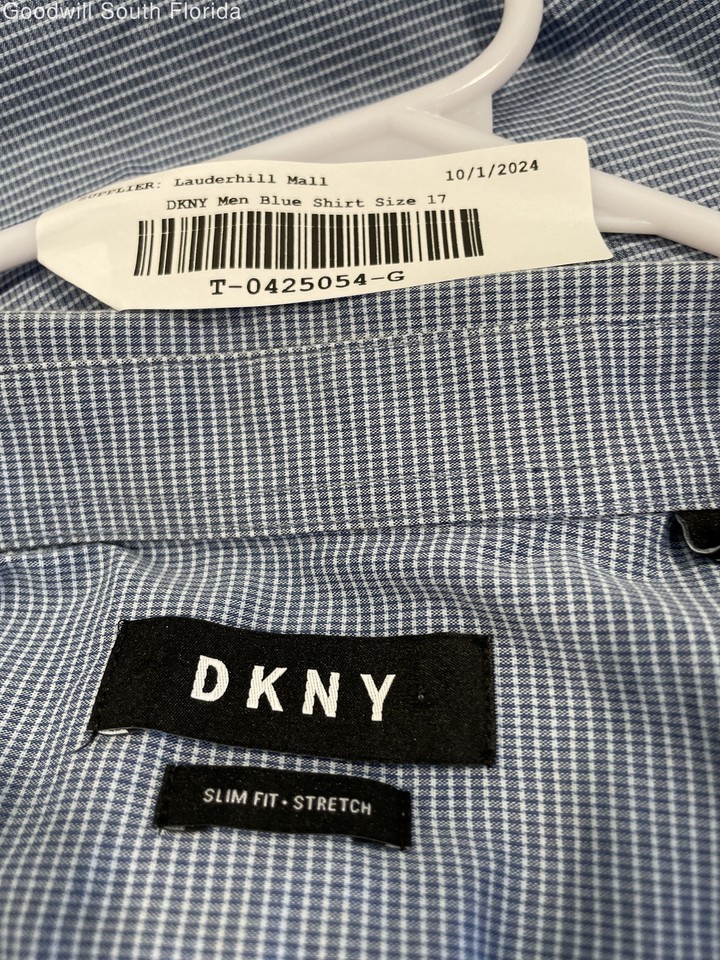 Goodwill South Florida
SUPPLIER: Lauderhill Mall 10/1/2024
DKNY Men Blue Shirt Size 17
T-0425054-G
DKNY
SLIM FIT • STRETCH